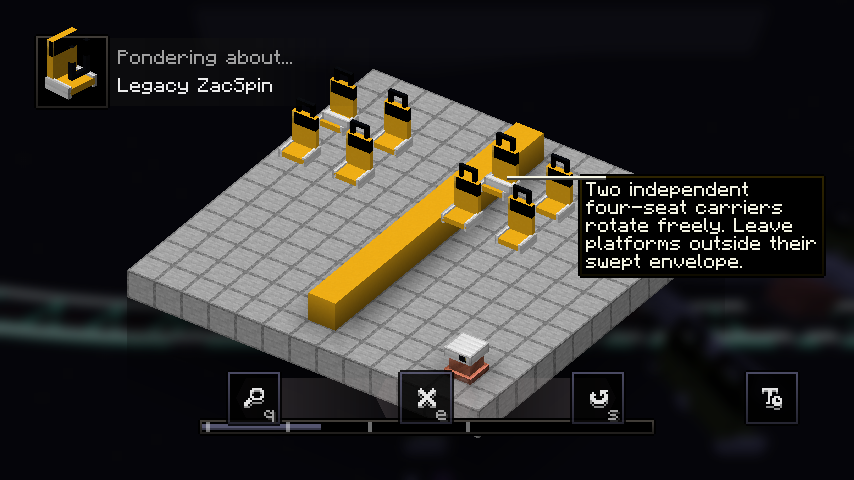 Pondering about...
Legacy ZacSpin
Two independent
four-seat carriers
rotate freely. Leave
platforms outside their
swept envelope.
q
e
s
T